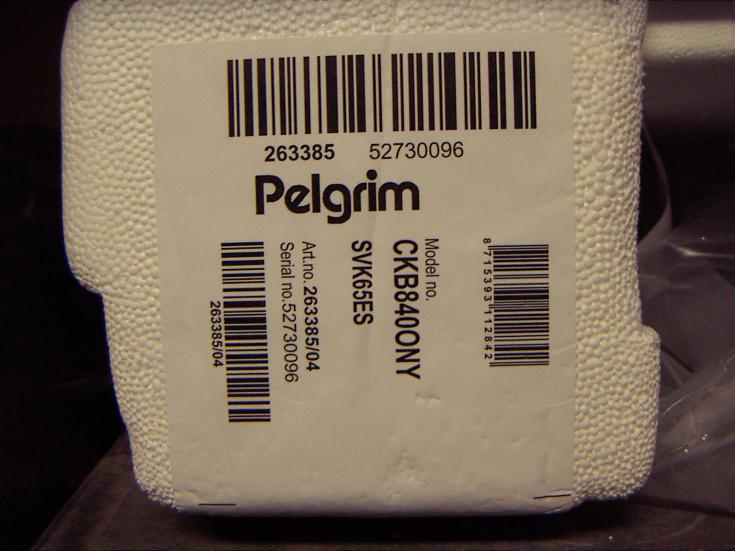 263385 52730096
Pelgrim
8 715393 112842
Model no.
CKB840ONY
SVK65ES
Art.no. 263385/04
Serial no. 52730096
263385/04